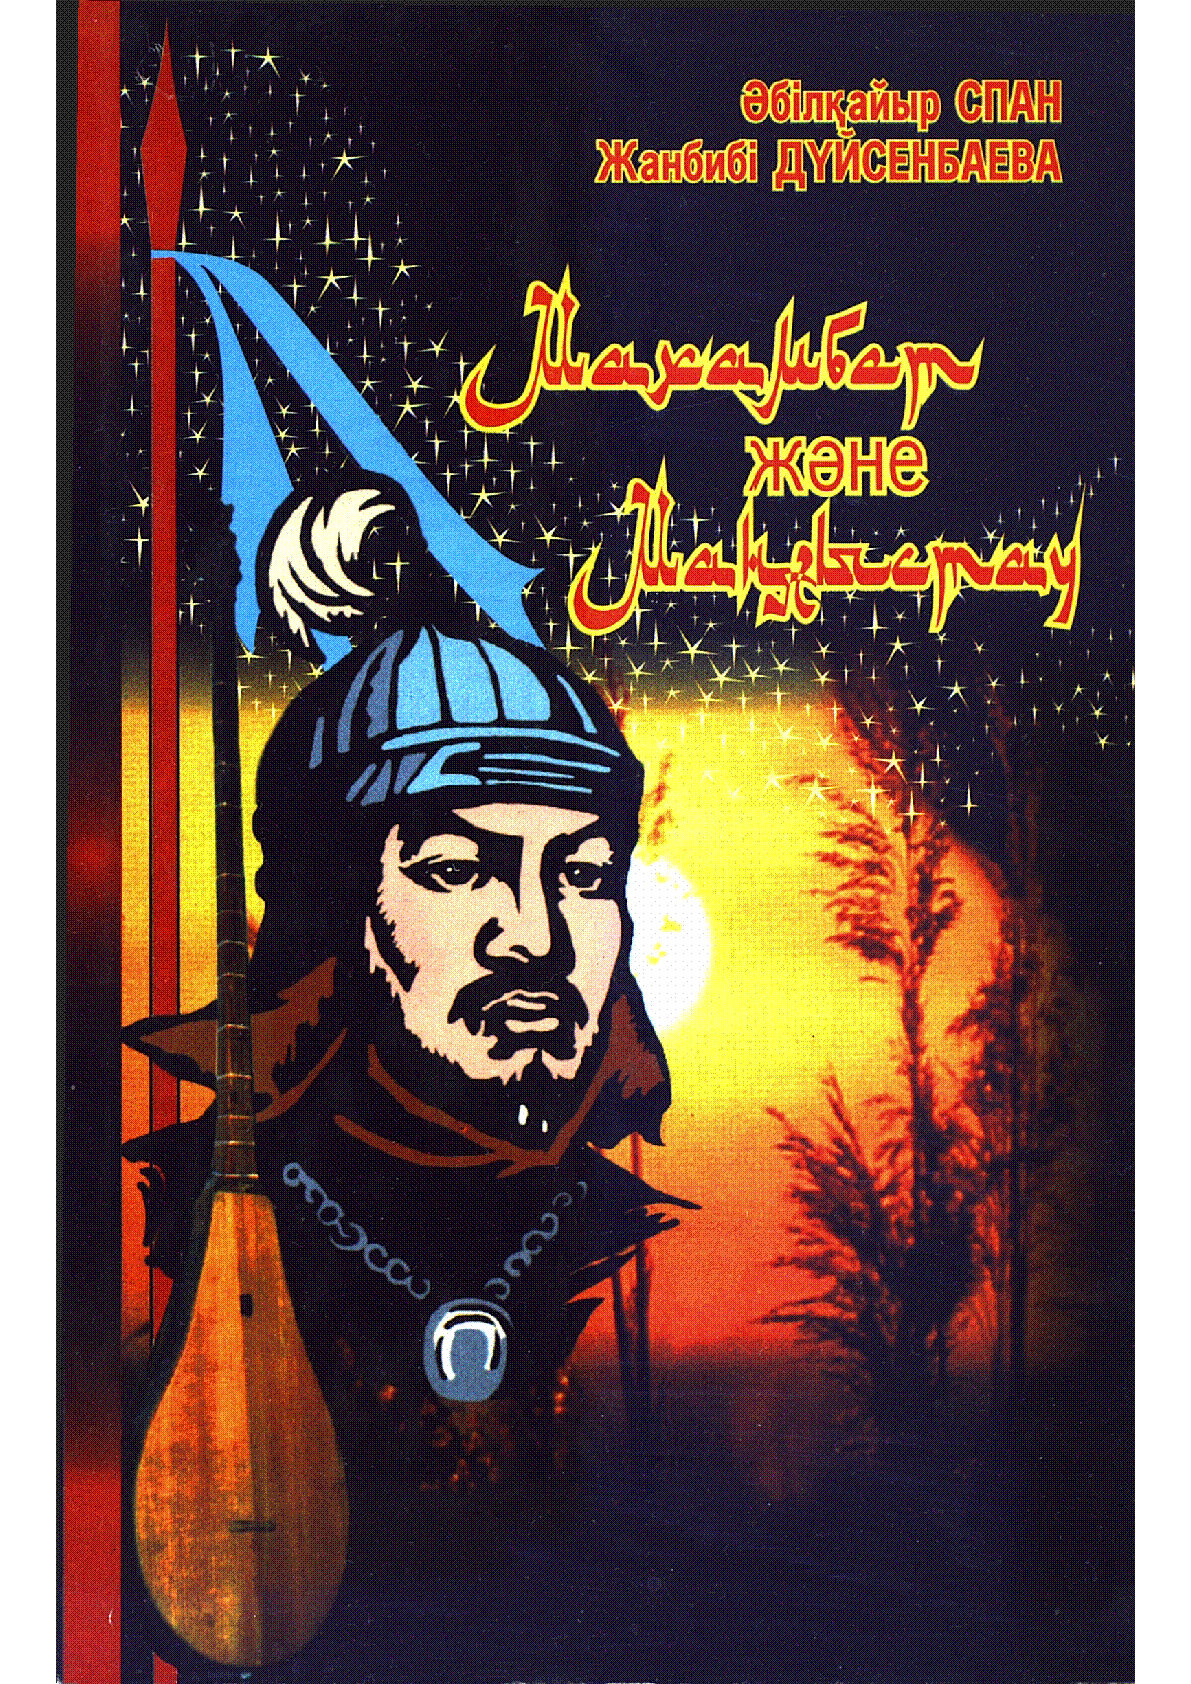 Әбілқайыр СПАН
Жанбибі ДҮЙСЕНБАЕВА
Махамбет
және
Маңғыстау